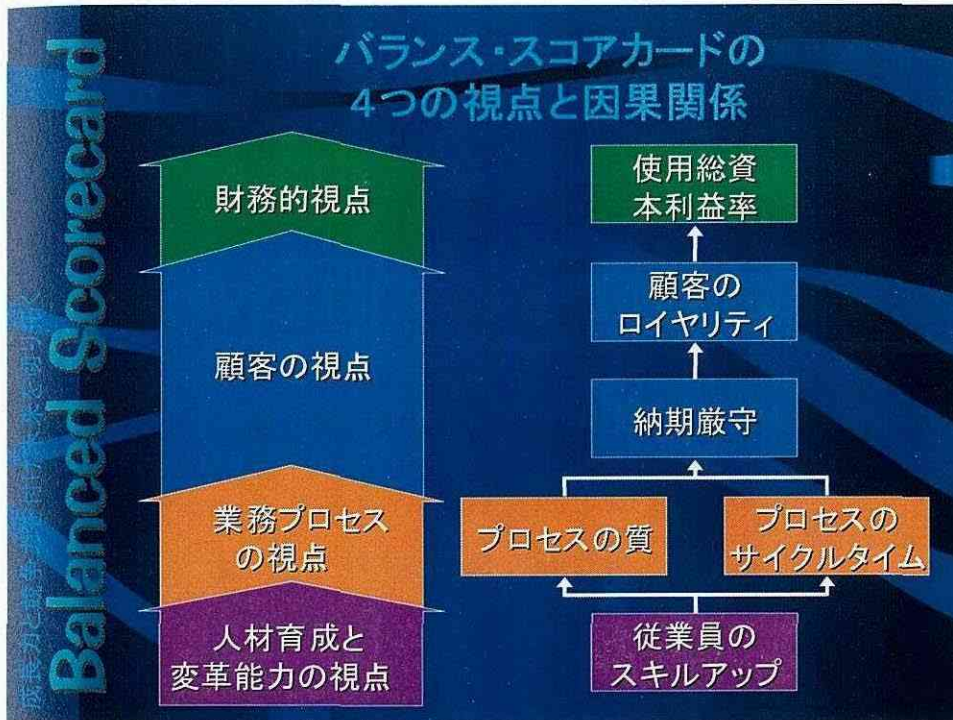 バランス・スコアカードの
4つの視点と因果関係
Balanced Scorecard
財務的視点
顧客の視点
業務プロセス
の視点
人材育成と
変革能力の視点
使用総資
本利益率
顧客の
ロイヤリティ
納期厳守
プロセスの質
プロセスの
サイクルタイム
従業員の
スキルアップ